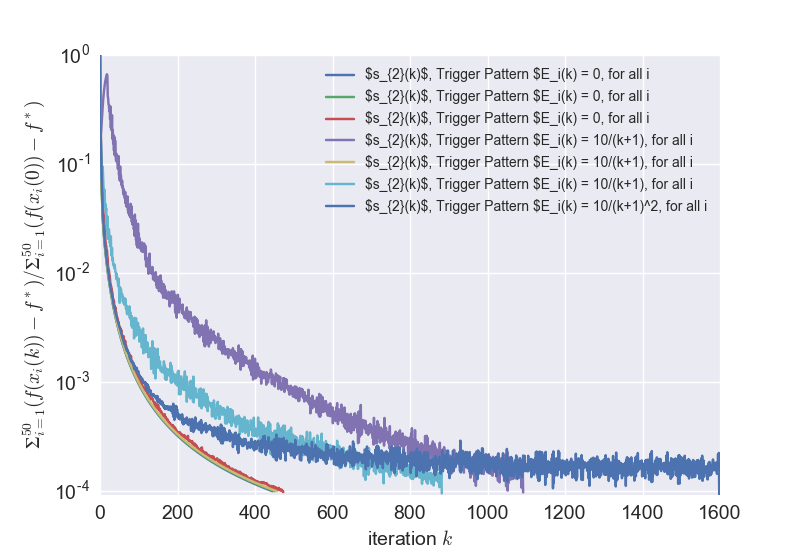 10^0
10^{-1}
10^{-2}
10^{-3}
10^{-4}
Σ_{i=1}^{50}(f(x_i(k)) − f*)/Σ_{i=1}^{50}(f(x_i(0)) − f*)
$s_{2}(k)$, Trigger Pattern $E_i(k) = 0, for all i
$s_{2}(k)$, Trigger Pattern $E_i(k) = 0, for all i
$s_{2}(k)$, Trigger Pattern $E_i(k) = 0, for all i
$s_{2}(k)$, Trigger Pattern $E_i(k) = 10/(k+1), for all i
$s_{2}(k)$, Trigger Pattern $E_i(k) = 10/(k+1), for all i
$s_{2}(k)$, Trigger Pattern $E_i(k) = 10/(k+1), for all i
$s_{2}(k)$, Trigger Pattern $E_i(k) = 10/(k+1)^2, for all i
0 200 400 600 800 1000 1200 1400 1600
iteration k